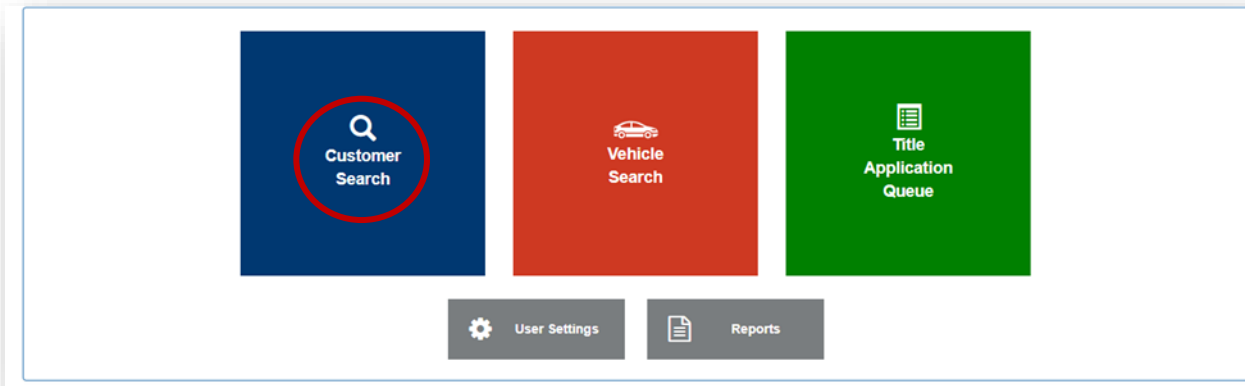 Customer
Search
Vehicle
Search
Title
Application
Queue
User Settings
Reports